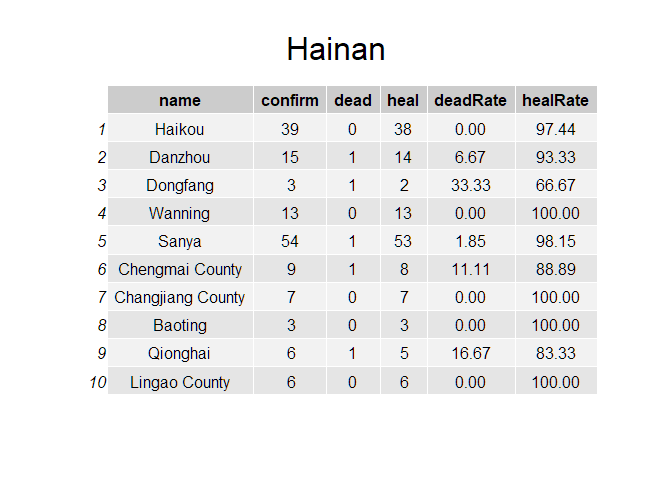 Hainan
name confirm dead heal deadRate healRate
1 Haikou 39 0 38 0.00 97.44
2 Danzhou 15 1 14 6.67 93.33
3 Dongfang 3 1 2 33.33 66.67
4 Wanning 13 0 13 0.00 100.00
5 Sanya 54 1 53 1.85 98.15
6 Chengmai County 9 1 8 11.11 88.89
7 Changjiang County 7 0 7 0.00 100.00
8 Baoting 3 0 3 0.00 100.00
9 Qionghai 6 1 5 16.67 83.33
10 Lingao County 6 0 6 0.00 100.00